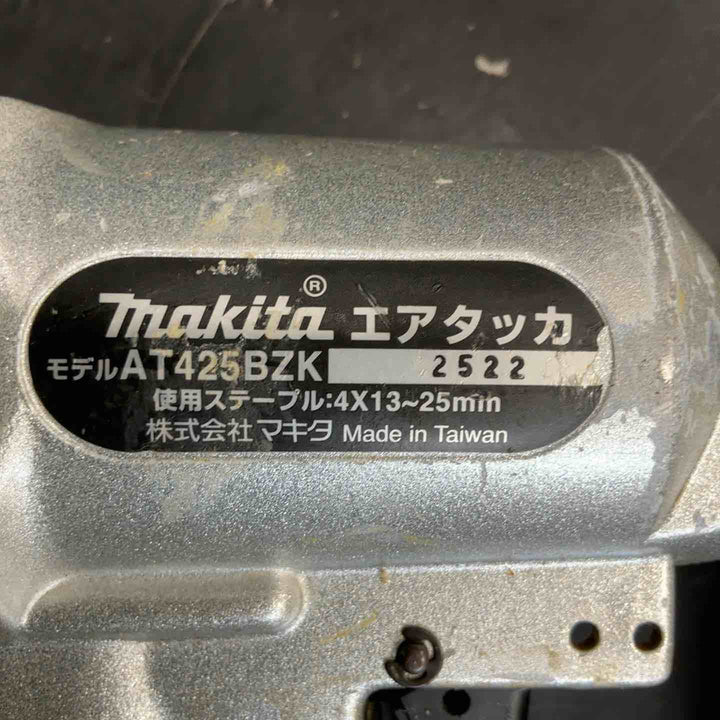 makita® エアタッカ
モデルAT425BZK 2522
使用ステープル:4X13~25min
株式会社マキタ Made in Taiwan